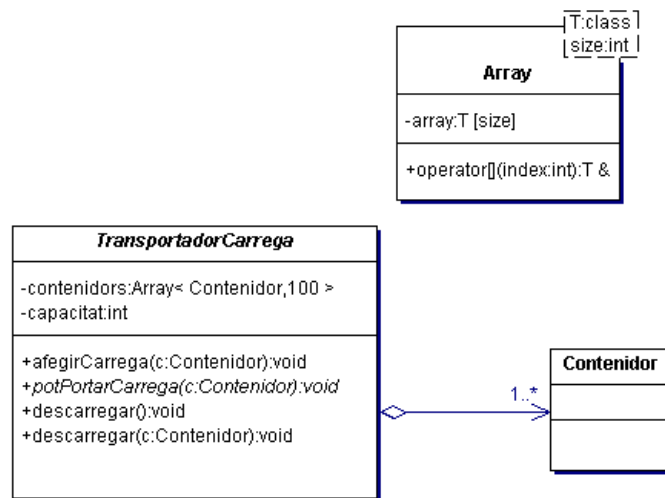 T:class
size:int
Array
-array:T [size]
+operator[](index:int):T &
TransportadorCarrega
-contenidors:Array< Contenidor,100 >
-capacitat:int
+afegirCarrega(c:Contenidor):void
+potPortarCarrega(c:Contenidor):void
+descarregar():void
+descarregar(c:Contenidor):void
1..*
Contenidor